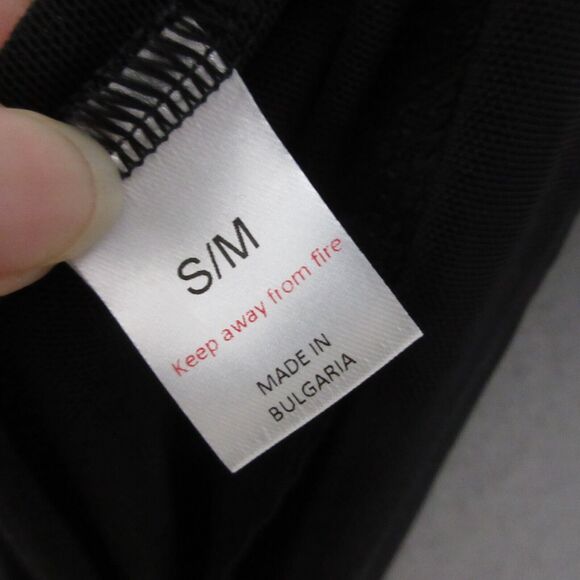 S/M
Keep away from fire
MADE IN
BULGARIA